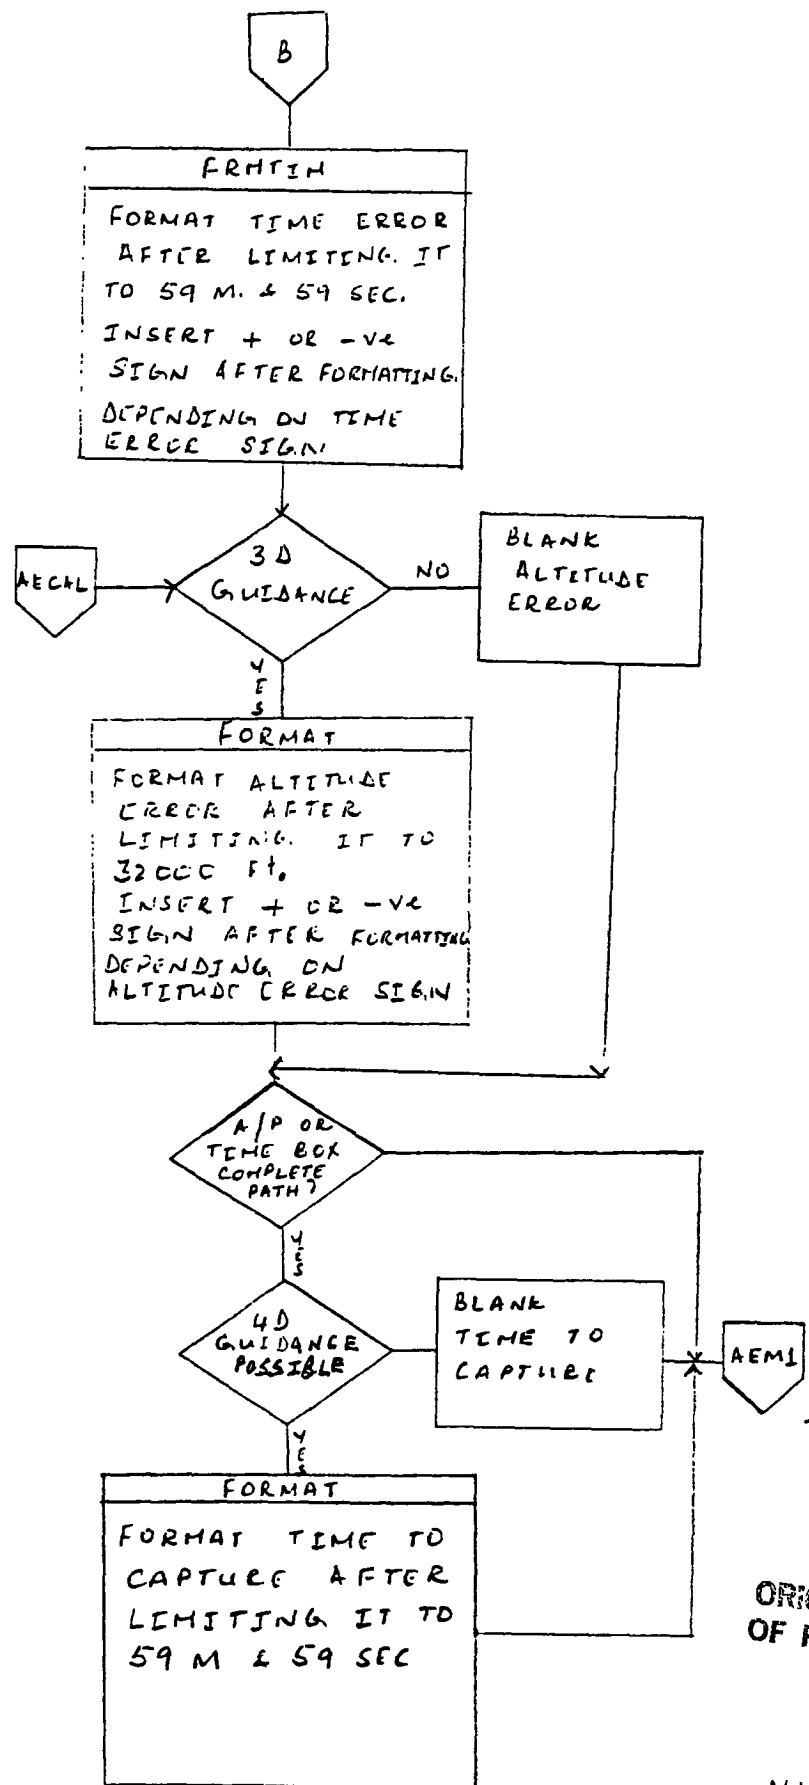 B
FRMTIM
FORMAT TIME ERROR
AFTER LIMITING. IT
TO 59 M. & 59 SEC.
INSERT + OR -ve
SIGN AFTER FORMATTING.
DEPENDING ON TIME
ERROR SIGN
AECAL
3D
GUIDANCE
NO
BLANK
ALTITUDE
ERROR
YES
FORMAT
FORMAT ALTITUDE
ERROR AFTER
LIMITING. IT TO
32000 Ft.
INSERT + OR -ve
SIGN AFTER FORMATTING
DEPENDING ON
ALTITUDE ERROR SIGN
A/P OR
TIME BOX
COMPLETE
PATH?
YES
4D
GUIDANCE
POSSIBLE
BLANK
TIME TO
CAPTURE
AEM1
YES
FORMAT
FORMAT TIME TO
CAPTURE AFTER
LIMITING IT TO
59 M & 59 SEC
OF